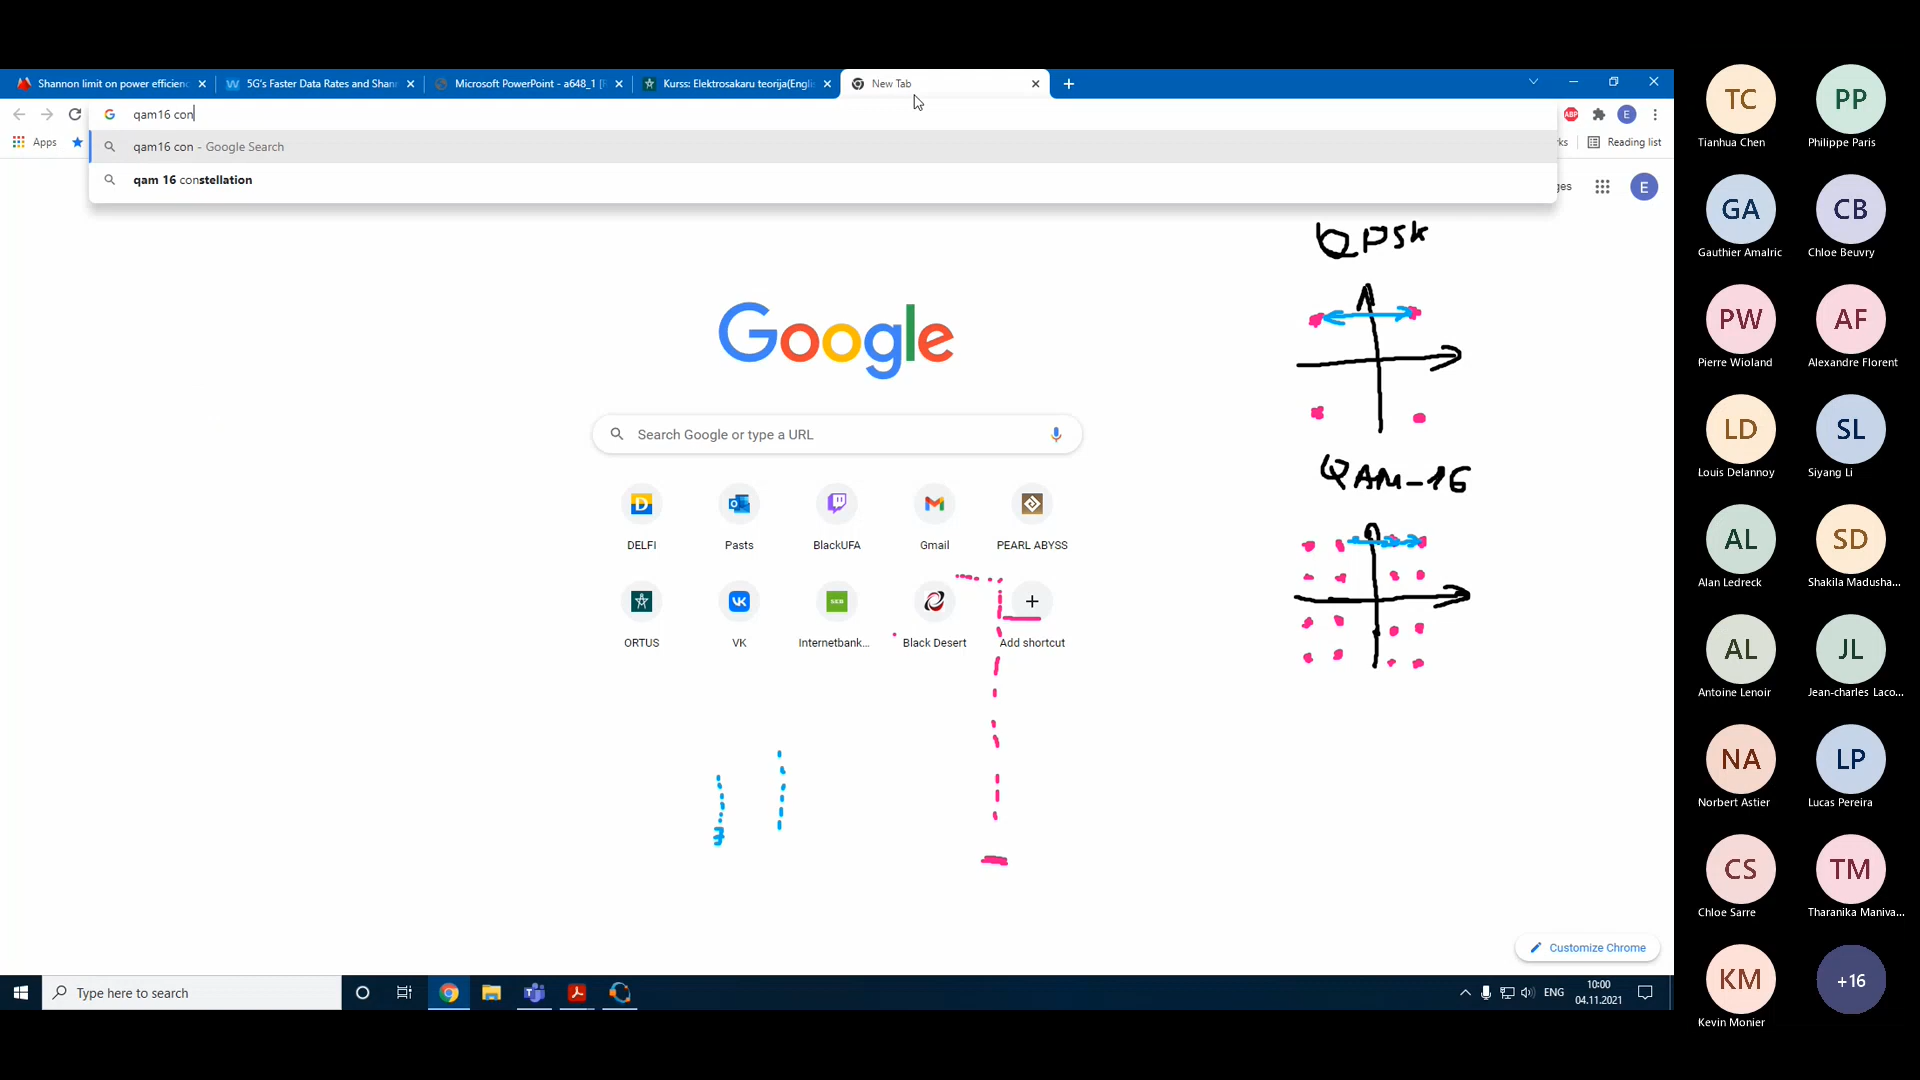 Shannon limit on power efficienc
5G's Faster Data Rates and Shann
Microsoft PowerPoint - a648_1 [R
Kurss: Elektrosakaru teorija(Engli
New Tab
qam16 con
ABP
E
Apps
ks
Reading list
qam16 con - Google Search
qam 16 constellation
ges
E
QPSK
Google
Search Google or type a URL
QAM-16
D
DELFI
Pasts
BlackUFA
Gmail
PEARL ABYSS
SEB
ORTUS
VK
Internetbank...
Black Desert
Add shortcut
Customize Chrome
Type here to search
ENG
10:00
04.11.2021
TC
Tianhua Chen
PP
Philippe Paris
GA
Gauthier Amalric
CB
Chloe Beuvry
PW
Pierre Wioland
AF
Alexandre Florent
LD
Louis Delannoy
SL
Siyang Li
AL
Alan Ledreck
SD
Shakila Madusha...
AL
Antoine Lenoir
JL
Jean-charles Laco...
NA
Norbert Astier
LP
Lucas Pereira
CS
Chloe Sarre
TM
Tharanika Maniva...
KM
Kevin Monier
+16